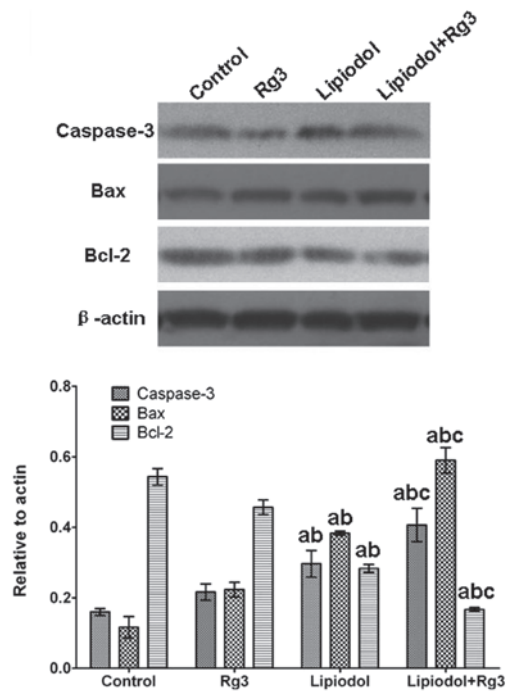 Control Rg3 Lipiodol Lipiodol+Rg3
Caspase-3
Bax
Bcl-2
β-actin
Relative to actin
0.8
0.6
0.4
0.2
0.0
Caspase-3
Bax
Bcl-2
ab ab ab
abc abc abc
Control Rg3 Lipiodol Lipiodol+Rg3